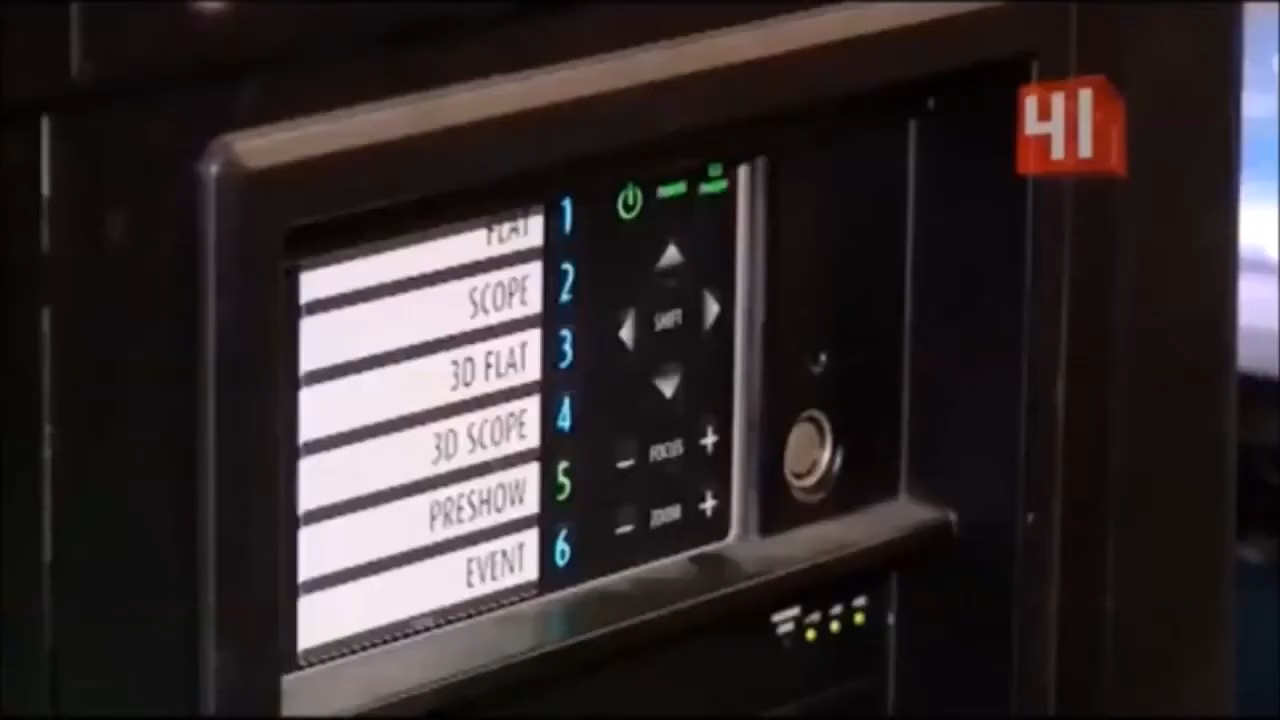 41
FLAT 1
SCOPE 2
3D FLAT 3
3D SCOPE 4
PRESHOW 5
EVENT 6
SHIFT
- FOCUS +
- ZOOM +